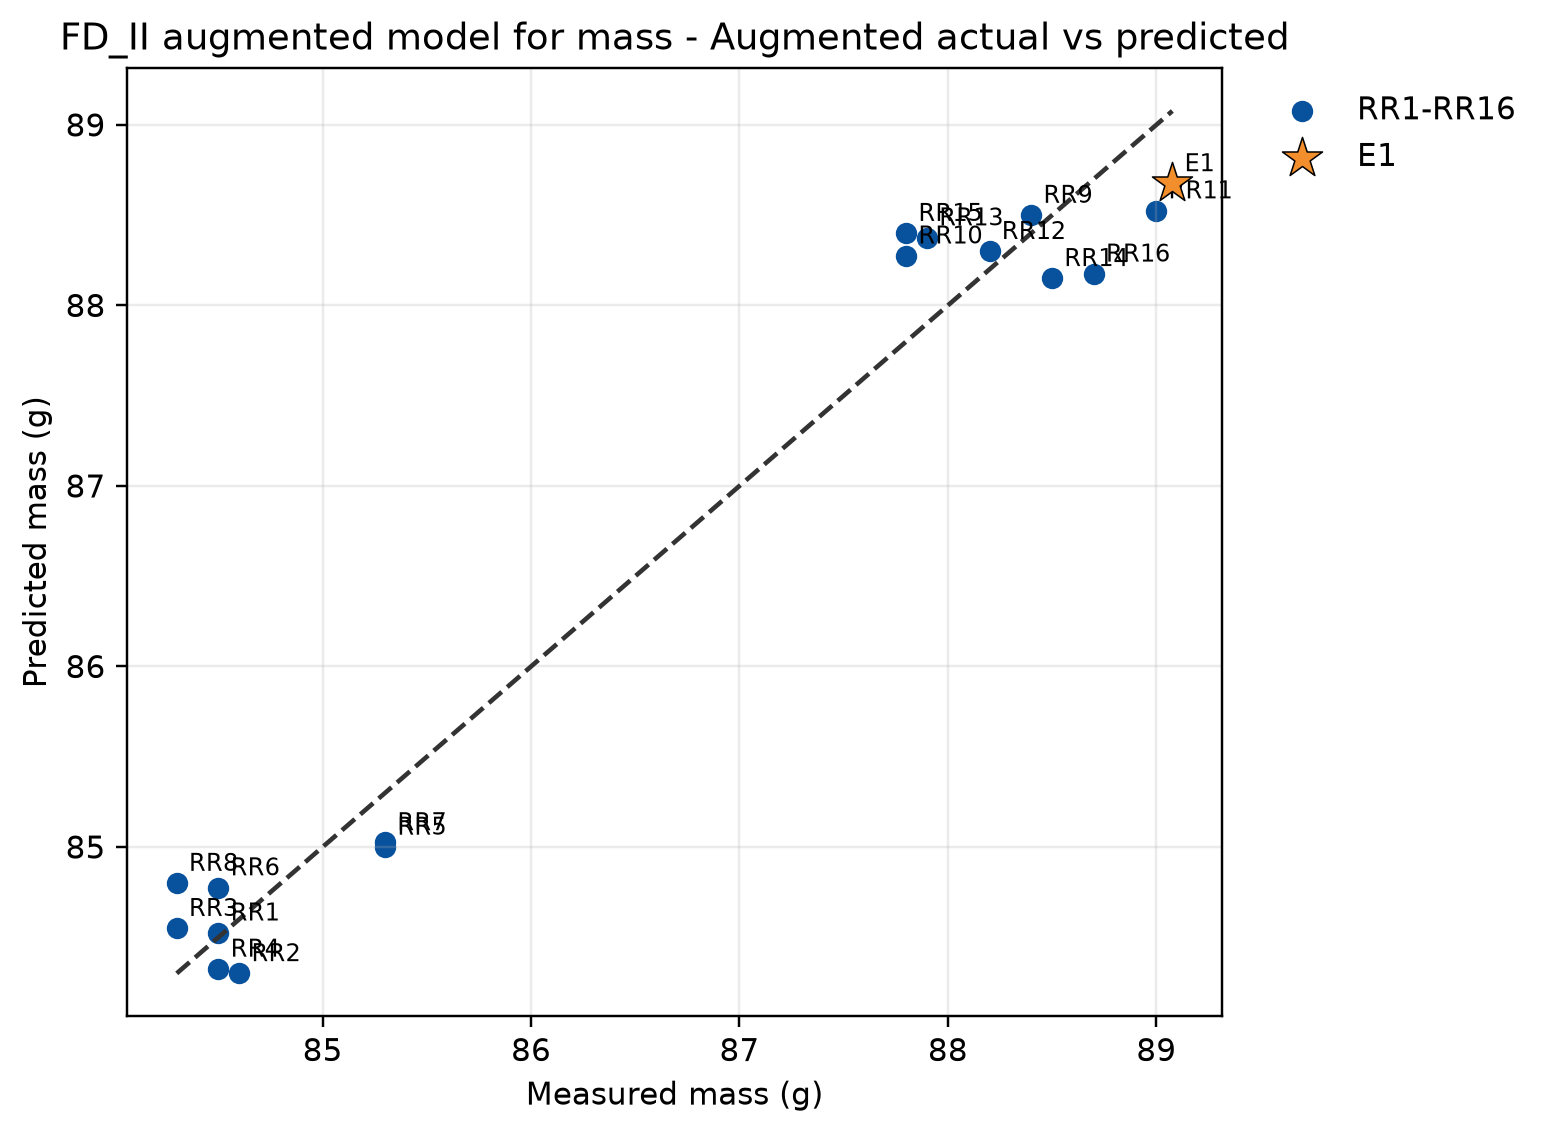 FD_II augmented model for mass - Augmented actual vs predicted
RR1-RR16
E1
89
88
87
86
85
Predicted mass (g)
E1
R11
RR9
RR15
RR13
RR10
RR12
RR14
RR16
RR7
RR5
RR8
RR6
RR3
RR1
RR4
RR2
85
86
87
88
89
Measured mass (g)